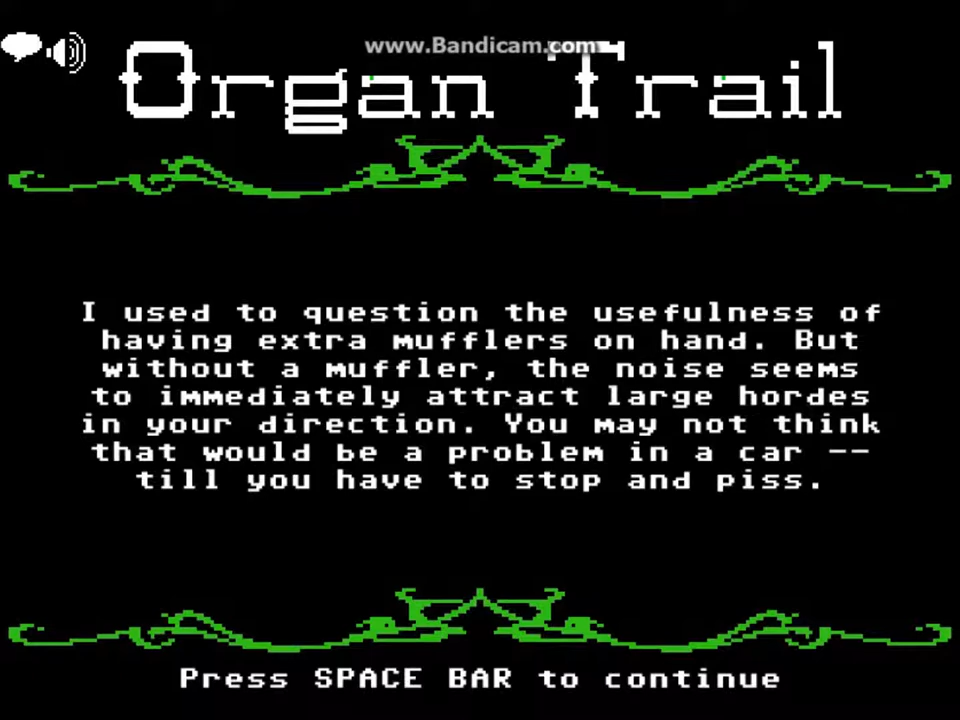 www.Bandicam.com
Organ Trail
I used to question the usefulness of
having extra mufflers on hand. But
without a muffler, the noise seems
to immediately attract large hordes
in your direction. You may not think
that would be a problem in a car --
till you have to stop and piss.
Press SPACE BAR to continue